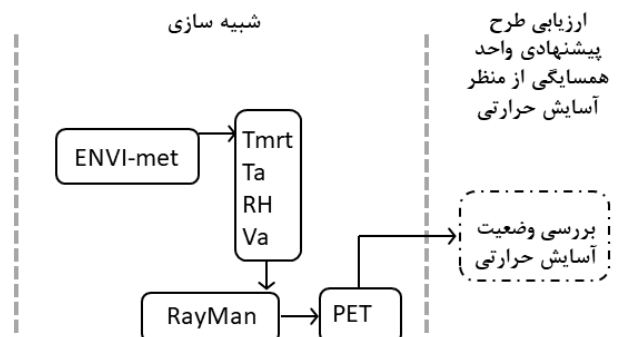 ارزیابی طرح
پیشنهادی واحد
همسایگی از منظر
آسایش حرارتی
شبیه سازی
ENVI-met
Tmrt
Ta
RH
Va
RayMan
PET
بررسی وضعیت
آسایش حرارتی